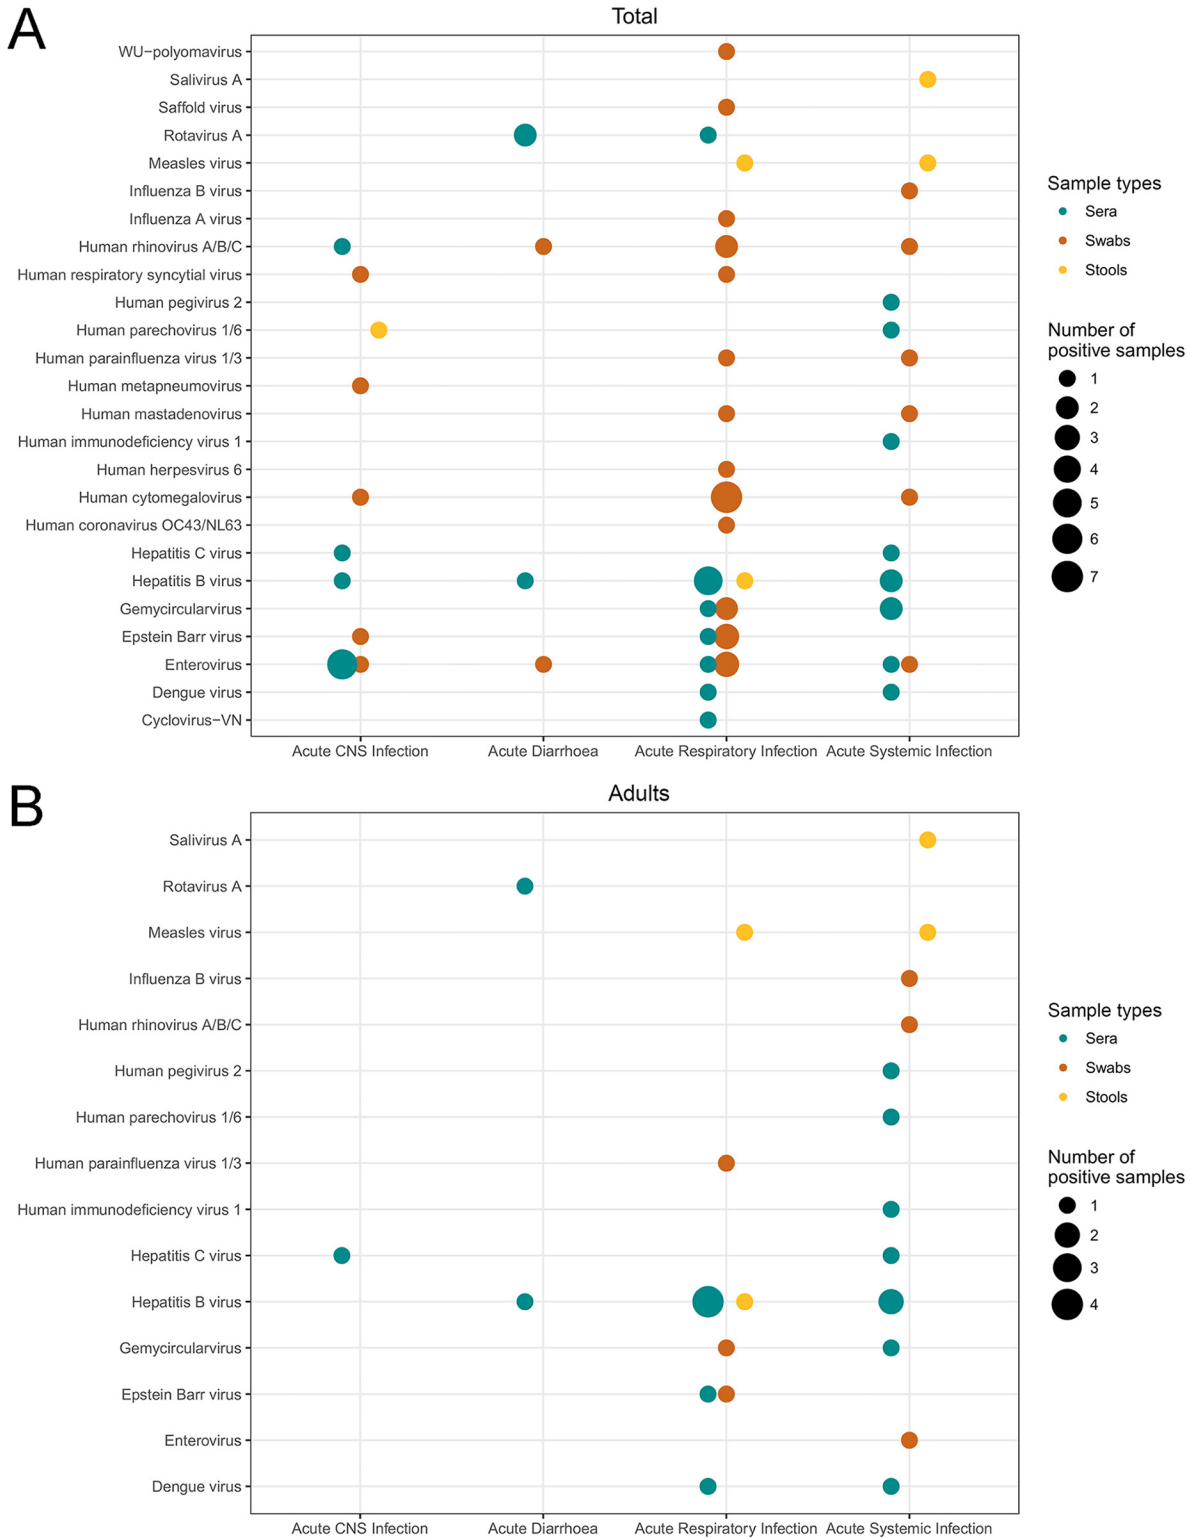 A
Total
WU−polyomavirus
Salivirus A
Saffold virus
Rotavirus A
Measles virus
Influenza B virus
Influenza A virus
Human rhinovirus A/B/C
Human respiratory syncytial virus
Human pegivirus 2
Human parechovirus 1/6
Human parainfluenza virus 1/3
Human metapneumovirus
Human mastadenovirus
Human immunodeficiency virus 1
Human herpesvirus 6
Human cytomegalovirus
Human coronavirus OC43/NL63
Hepatitis C virus
Hepatitis B virus
Gemycircularvirus
Epstein Barr virus
Enterovirus
Dengue virus
Cyclovirus−VN
Acute CNS Infection Acute Diarrhoea Acute Respiratory Infection Acute Systemic Infection
Sample types
Sera
Swabs
Stools
Number of
positive samples
1
2
3
4
5
6
7
B
Adults
Salivirus A
Rotavirus A
Measles virus
Influenza B virus
Human rhinovirus A/B/C
Human pegivirus 2
Human parechovirus 1/6
Human parainfluenza virus 1/3
Human immunodeficiency virus 1
Hepatitis C virus
Hepatitis B virus
Gemycircularvirus
Epstein Barr virus
Enterovirus
Dengue virus
Acute CNS Infection Acute Diarrhoea Acute Respiratory Infection Acute Systemic Infection
Sample types
Sera
Swabs
Stools
Number of
positive samples
1
2
3
4